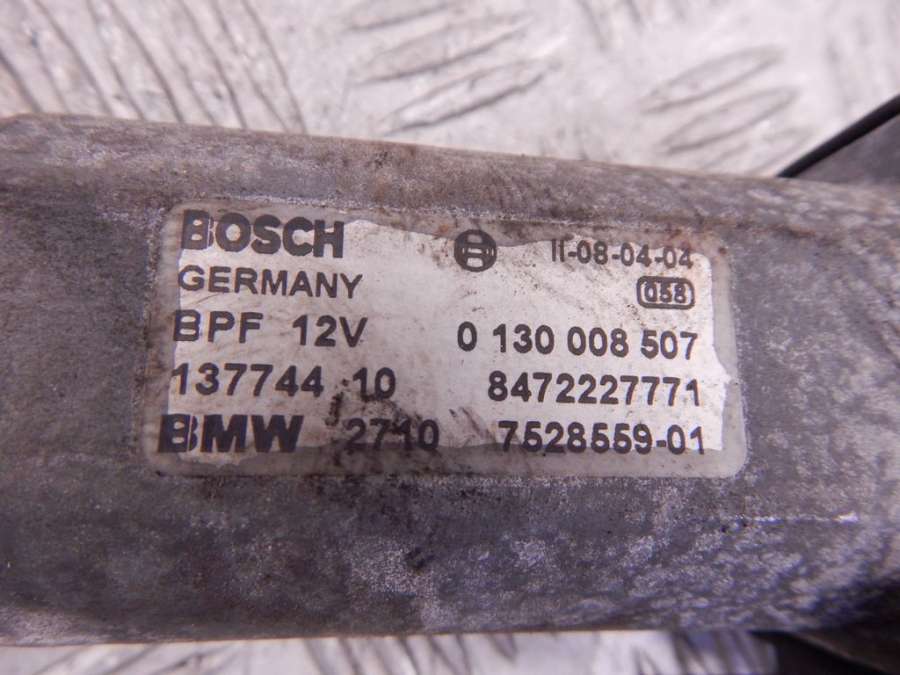 BOSCH II-08-04-04
GERMANY 058
BPF 12V 0 130 008 507
137744 10 8472227771
BMW 2710 7528559-01